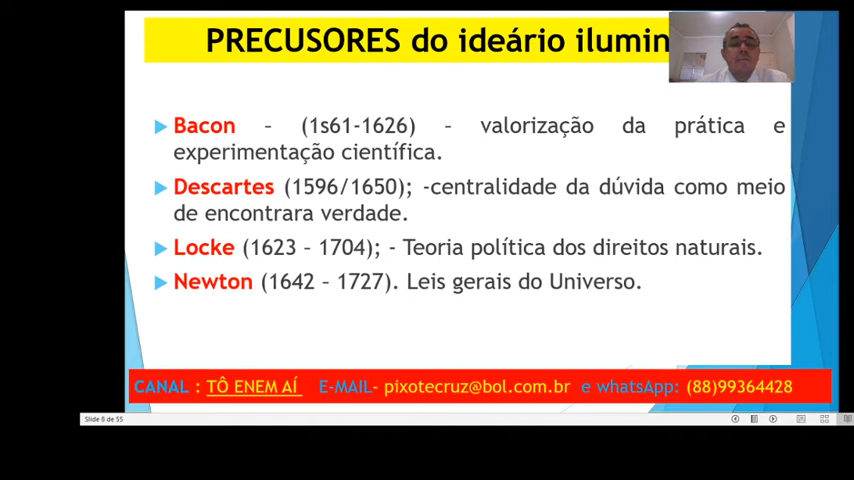 PRECUSORES do ideário ilumin
Bacon – (1s61-1626) – valorização da prática e
experimentação científica.
Descartes (1596/1650); -centralidade da dúvida como meio
de encontrara verdade.
Locke (1623 – 1704); - Teoria política dos direitos naturais.
Newton (1642 – 1727). Leis gerais do Universo.
CANAL : TÔ ENEM AÍ E-MAIL- pixotecruz@bol.com.br e whatsApp: (88)99364428
Slide 8 de 55